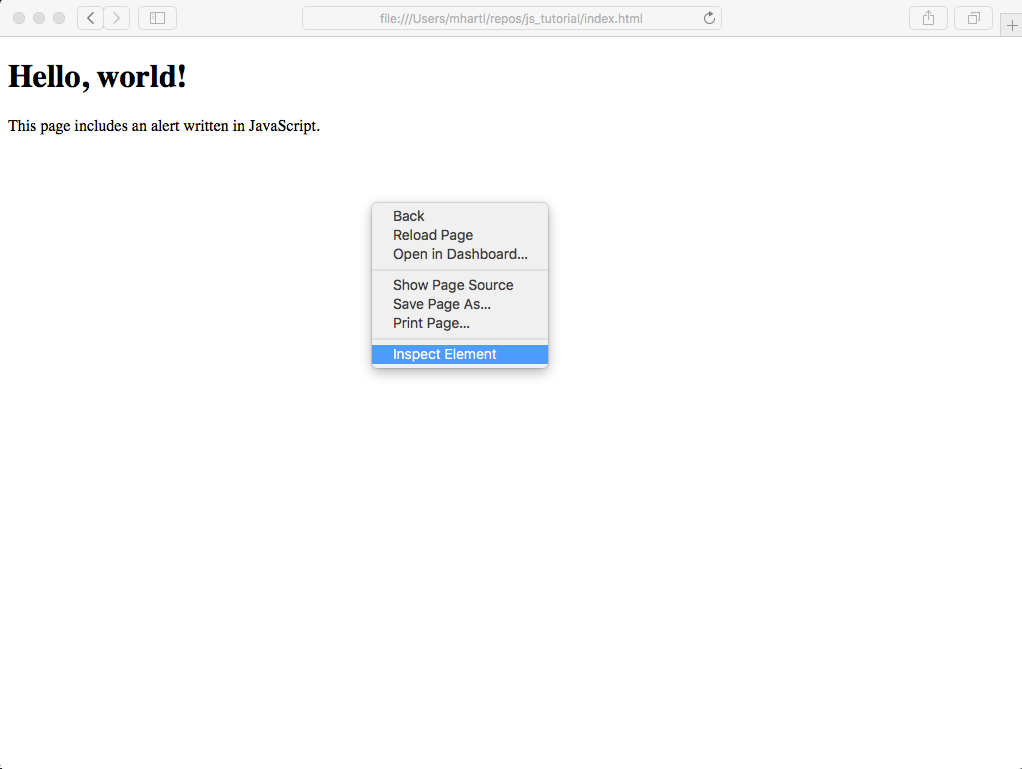 file:///Users/mhartl/repos/js_tutorial/index.html
Hello, world!
This page includes an alert written in JavaScript.
Back
Reload Page
Open in Dashboard...
Show Page Source
Save Page As...
Print Page...
Inspect Element